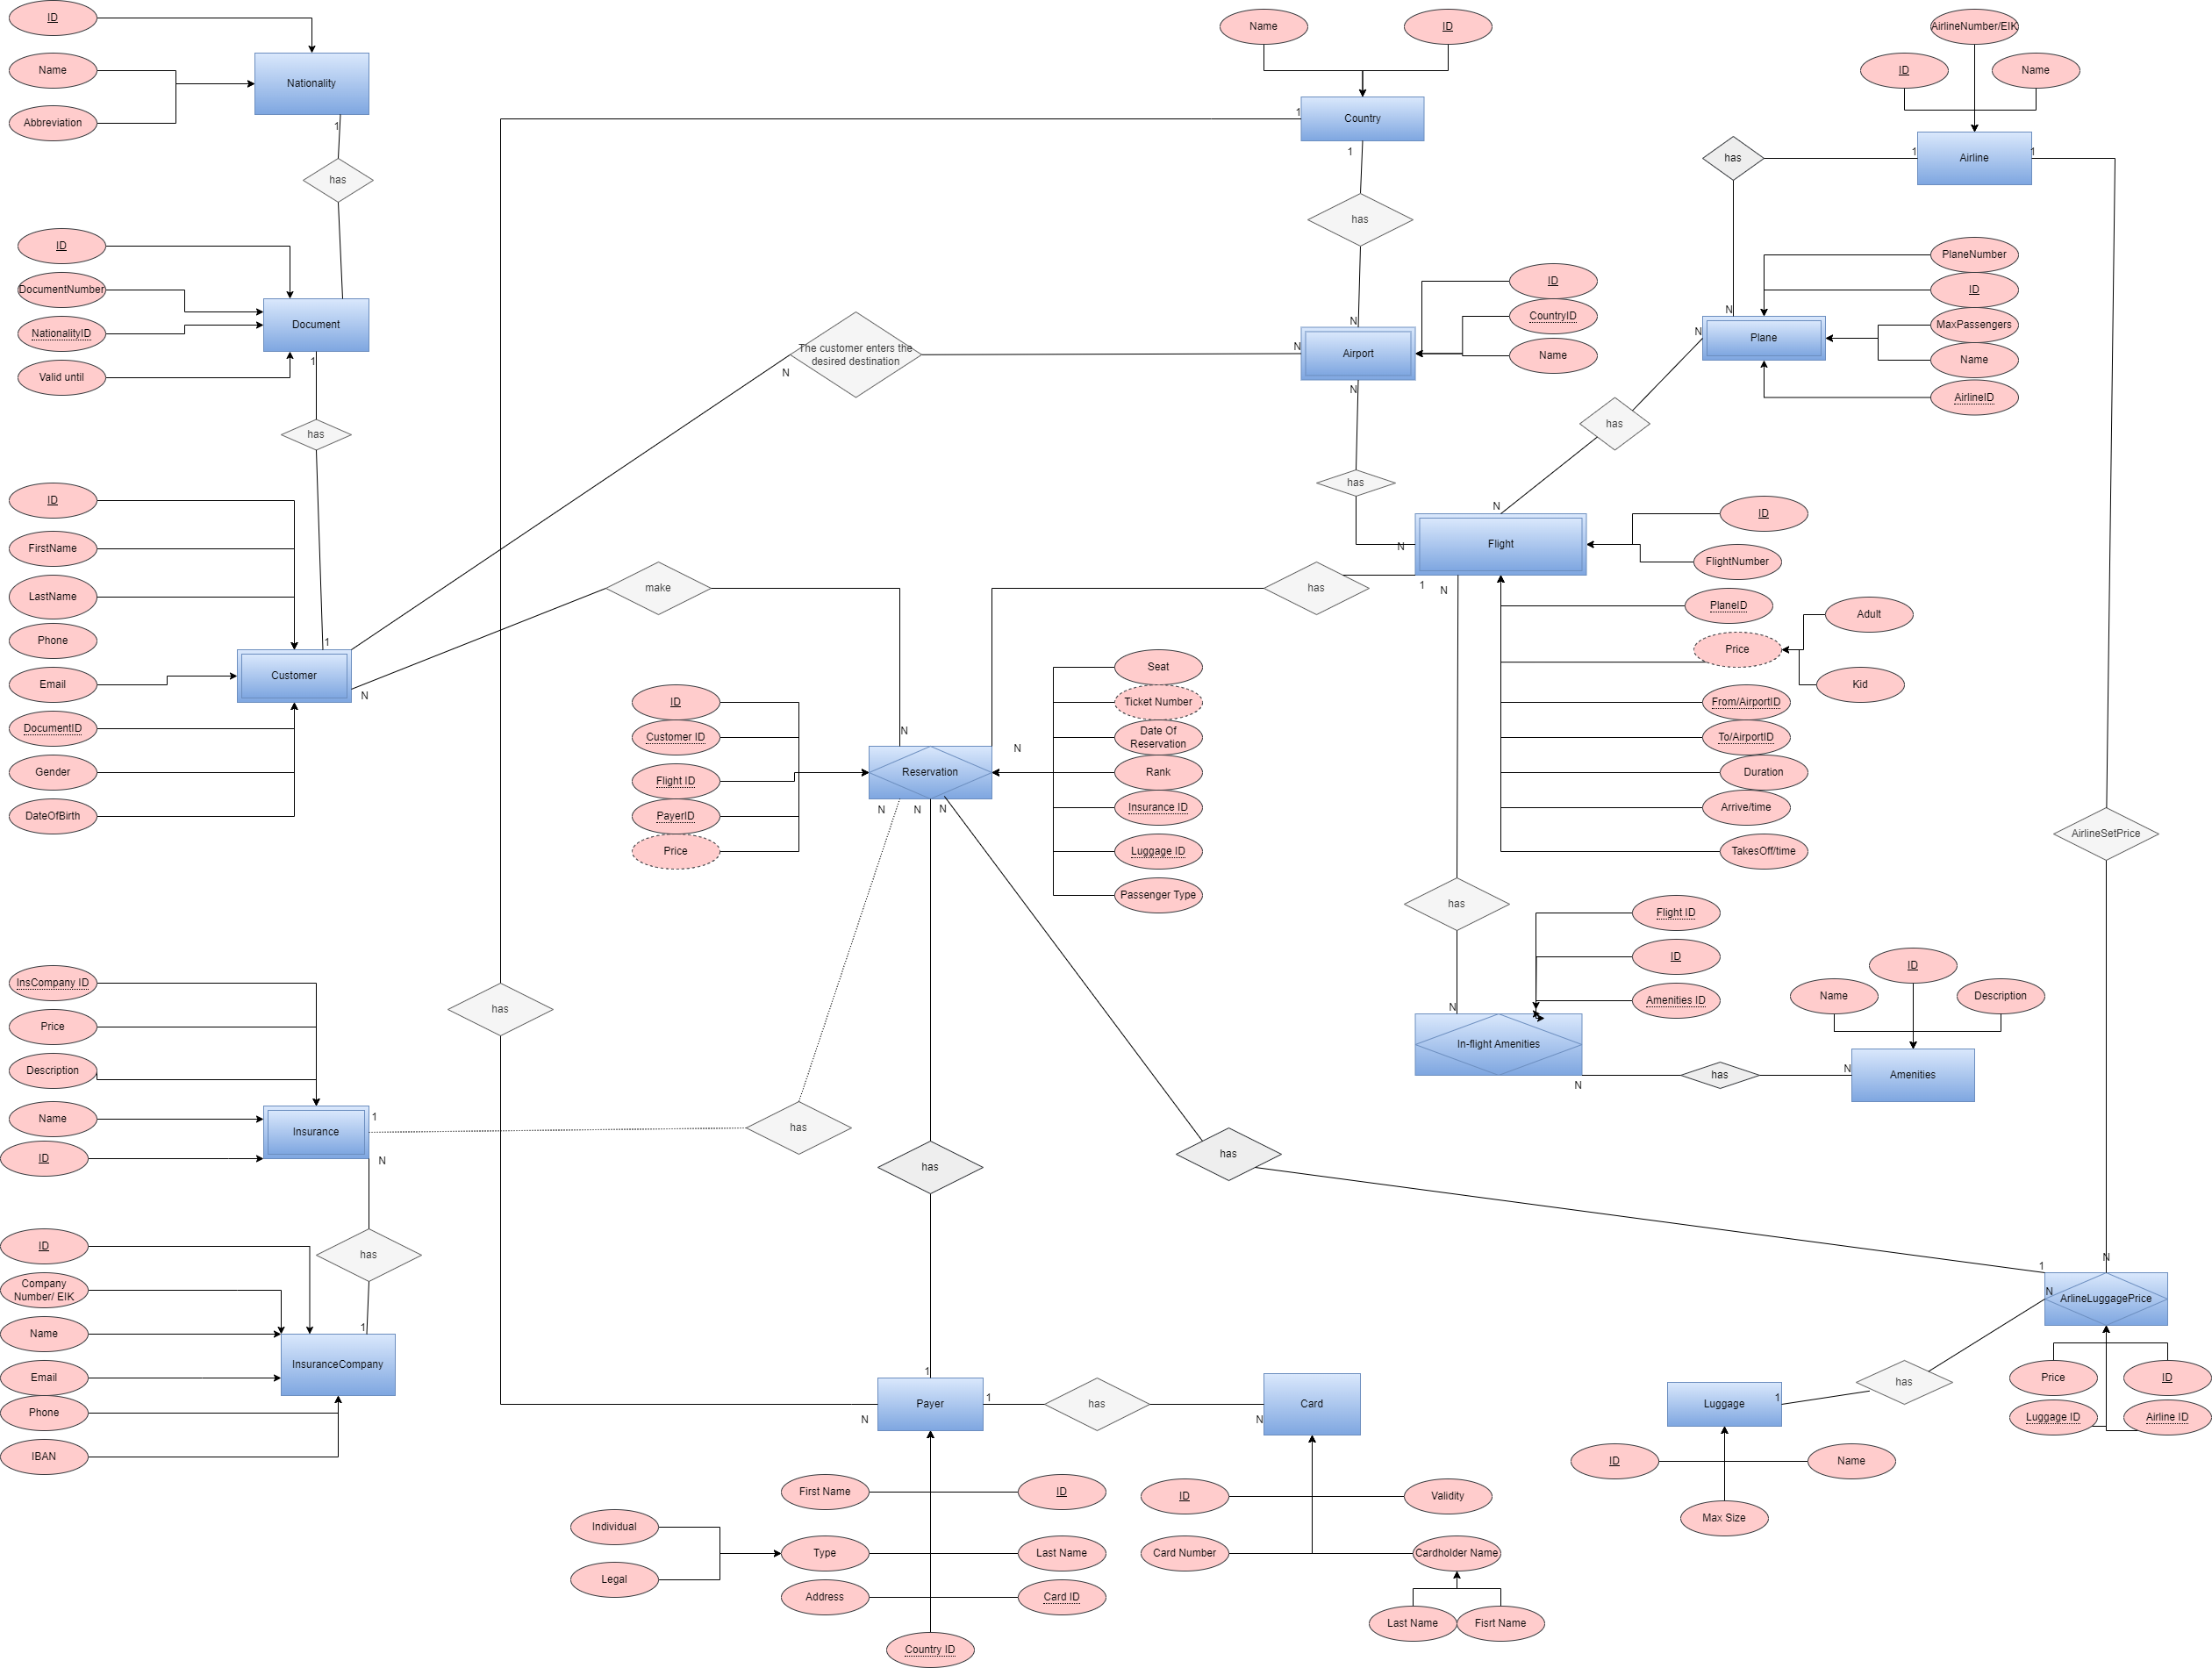 ID
Name
Abbreviation
Nationality
1
has
ID
DocumentNumber
NationalityID
Valid until
Document
1
has
ID
FirstName
LastName
Phone
Email
DocumentID
Gender
DateOfBirth
1
Customer
N
Name
ID
1
Country
1
has
N
The customer enters the
desired destination
N
N
Airport
N
ID
CountryID
Name
has
N
AirlineNumber/EIK
ID
Name
has
1
Airline
1
PlaneNumber
ID
MaxPassengers
Name
AirlineID
N
N
Plane
has
N
Flight
1
N
ID
FlightNumber
PlaneID
Price
Adult
Kid
From/AirportID
To/AirportID
Duration
Arrive/time
TakesOff/time
make
has
N
N
ID
Customer ID
Flight ID
PayerID
Price
Reservation
N
N
N
Seat
Ticket Number
Date Of
Reservation
Rank
Insurance ID
Luggage ID
Passenger Type
AirlineSetPrice
has
Flight ID
ID
Amenities ID
N
In-flight Amenities
N
has
N
Name
ID
Description
Amenities
InsCompany ID
Price
Description
Name
ID
Insurance
1
N
has
has
has
has
has
ID
Company
Number/ EIK
Name
Email
Phone
IBAN
has
1
InsuranceCompany
N
1
N
ArlineLuggagePrice
Price
ID
Luggage ID
Airline ID
has
1
Luggage
ID
Name
Max Size
1
Payer
N
1
has
N
Card
First Name
ID
Individual
Legal
Type
Last Name
Address
Card ID
Country ID
ID
Validity
Card Number
Cardholder Name
Last Name
Fisrt Name